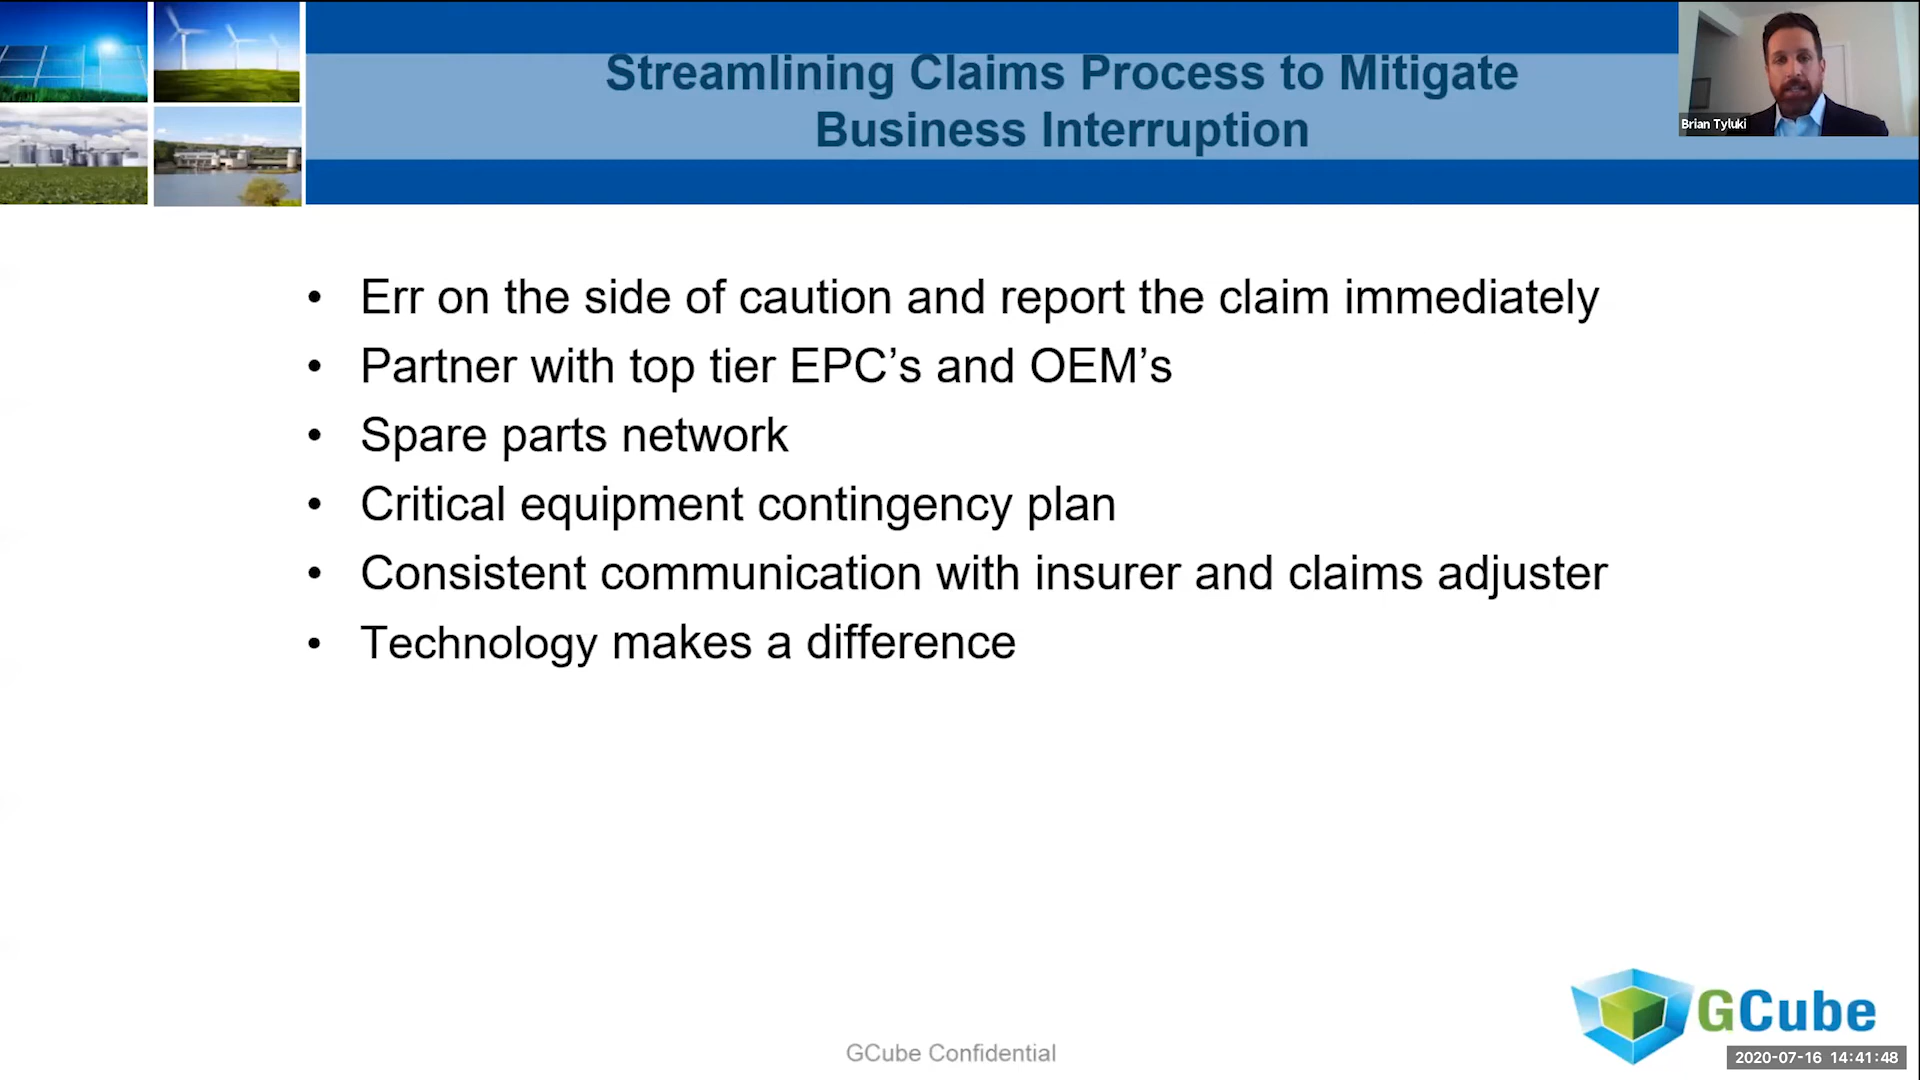 Streamlining Claims Process to Mitigate
Business Interruption
Brian Tyluki
• Err on the side of caution and report the claim immediately
• Partner with top tier EPC’s and OEM’s
• Spare parts network
• Critical equipment contingency plan
• Consistent communication with insurer and claims adjuster
• Technology makes a difference
GCube
GCube Confidential
2020-07-16 14:41:48